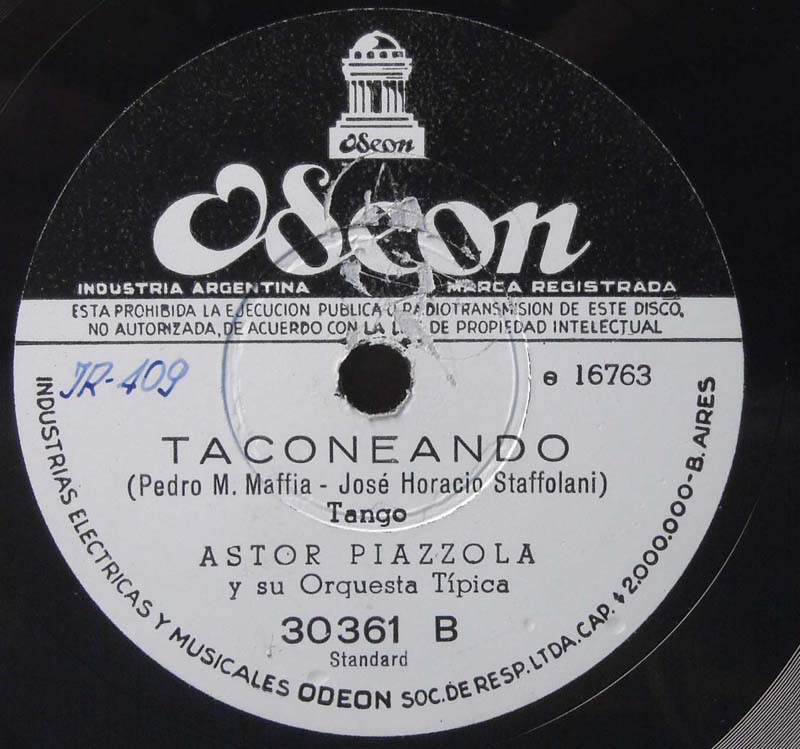 Odeon
Odeon
INDUSTRIA ARGENTINA MARCA REGISTRADA
ESTA PROHIBIDA LA EJECUCION PUBLICA O RADIOTRANSMISION DE ESTE DISCO,
NO AUTORIZADA, DE ACUERDO CON LA LEY DE PROPIEDAD INTELECTUAL
JR-409
e 16763
TACONEANDO
(Pedro M. Maffia - José Horacio Staffolani)
Tango
ASTOR PIAZZOLA
y su Orquesta Típica
30361 B
Standard
INDUSTRIAS ELECTRICAS Y MUSICALES ODEON SOC. DE RESP. LTDA. CAP. $ 2.000.000-B. AIRES